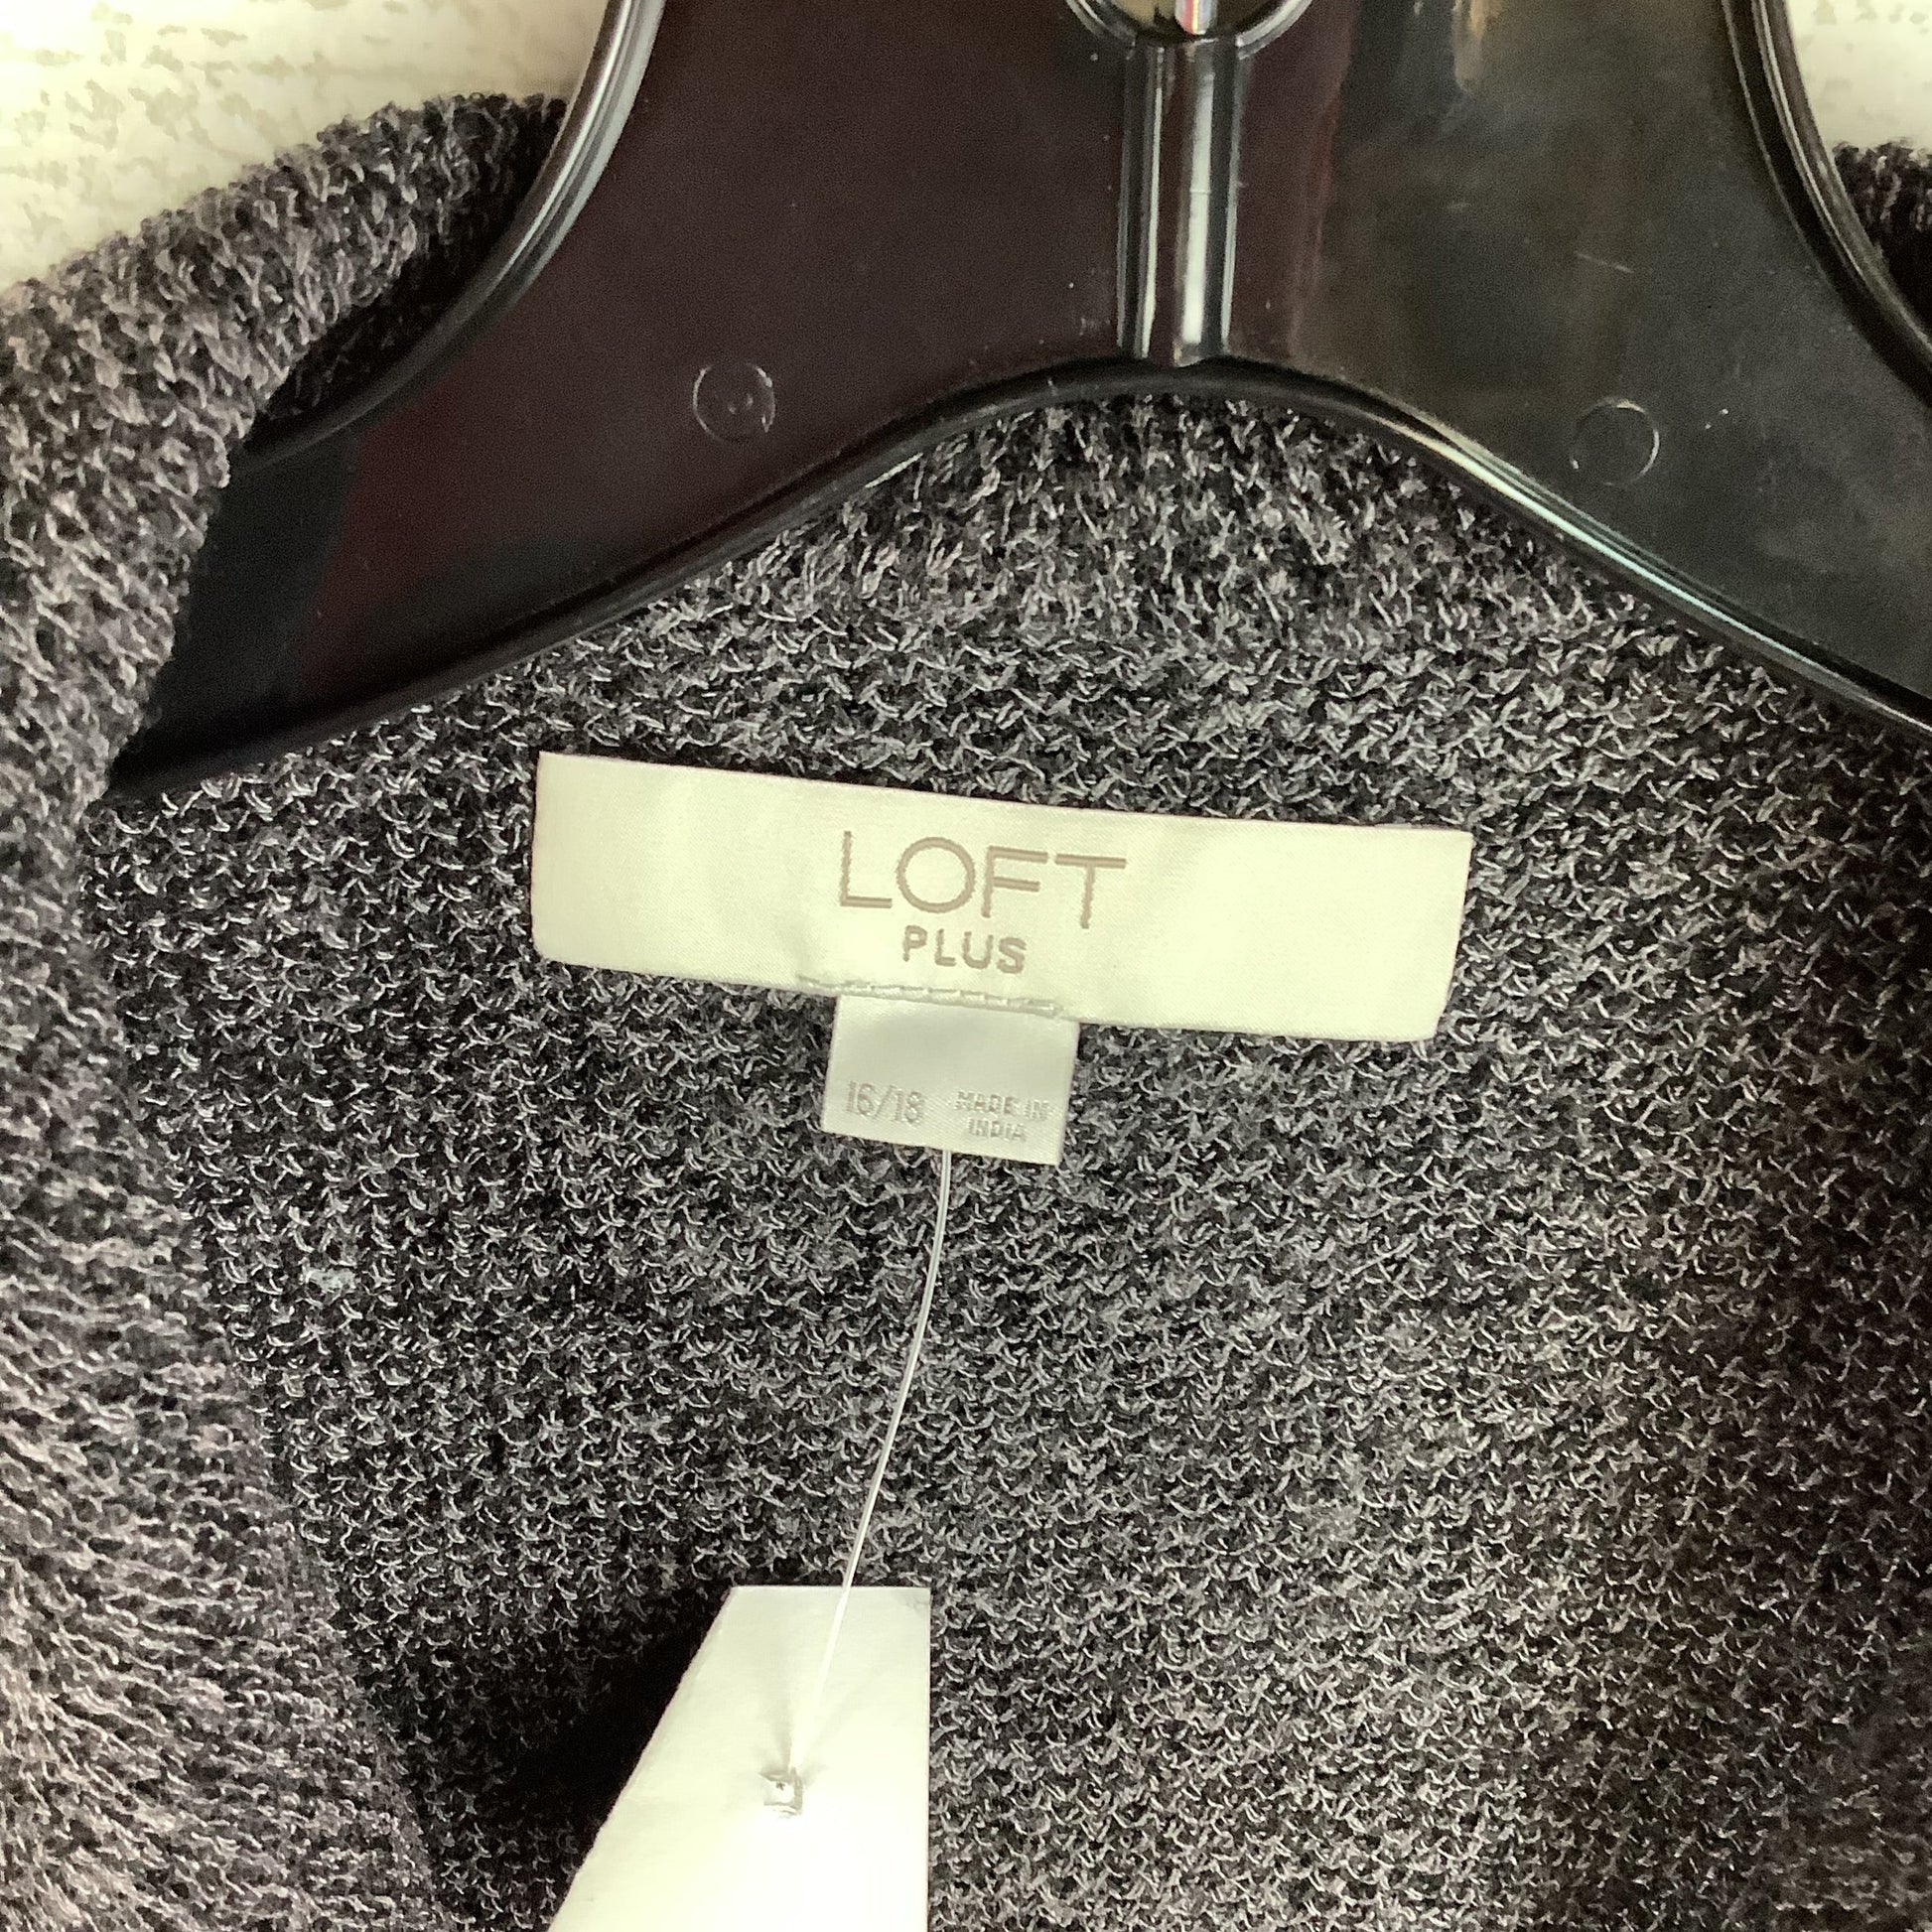 LOFT
PLUS
16/18
MADE IN
INDIA